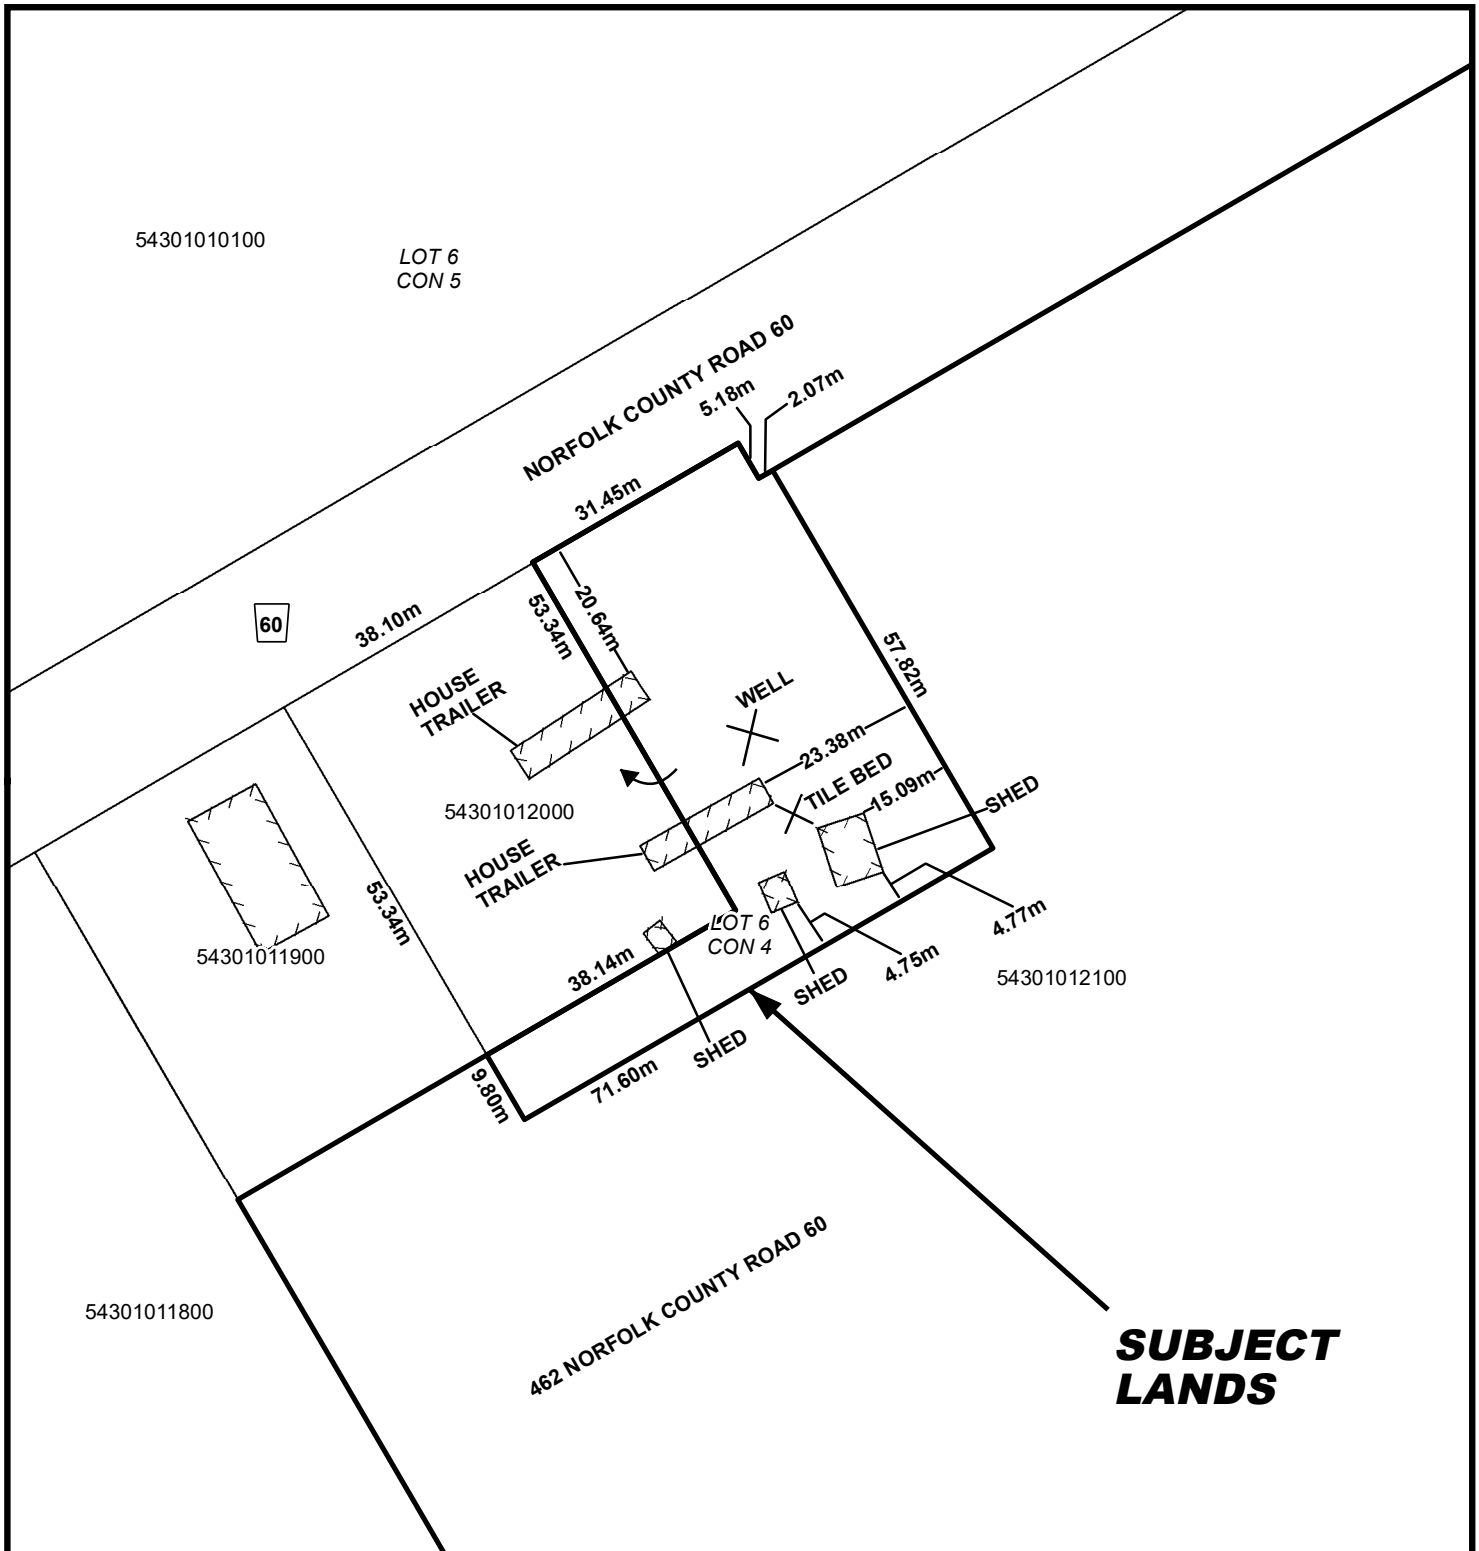 54301010100
LOT 6
CON 5
NORFOLK COUNTY ROAD 60
5.18m
2.07m
31.45m
60
38.10m
53.34m
20.64m
57.82m
HOUSE
TRAILER
WELL
23.38m
TILE BED
15.09m
SHED
54301012000
HOUSE
TRAILER
53.34m
54301011900
LOT 6
CON 4
38.14m
SHED
4.75m
4.77m
54301012100
SHED
9.80m
71.60m
462 NORFOLK COUNTY ROAD 60
54301011800
SUBJECT
LANDS